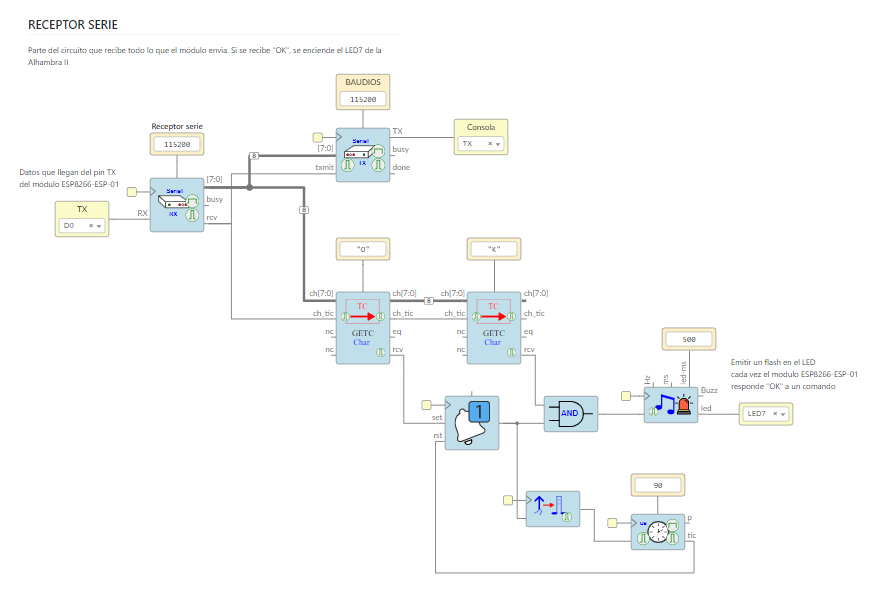 RECEPTOR SERIE
Parte del circuito que recibe todo lo que el módulo envia. Si se recibe "OK", se enciende el LED7 de la
Alhambra II
BAUDIOS
115200
Receptor serie
115200
Serial
TX
[7:0]
txmit
TX
busy
done
Consola
TX
Datos que llegan del pin TX
del módulo ESP8266-ESP-01
TX
D0
RX
Serial
RX
[7:0]
busy
rcv
8
8
"O"
"K"
ch[7:0]
ch_tic
nc
nc
TC
GETC
Char
ch[7:0]
ch_tic
eq
rcv
8
ch[7:0]
ch_tic
nc
nc
TC
GETC
Char
ch[7:0]
ch_tic
eq
rcv
500
Emitir un flash en el LED
cada vez el modulo ESP8266-ESP-01
responde "OK" a un comando
Hz
ms
led-ms
Buzz
led
LED7
set
rst
1
AND
90
us
p
tic